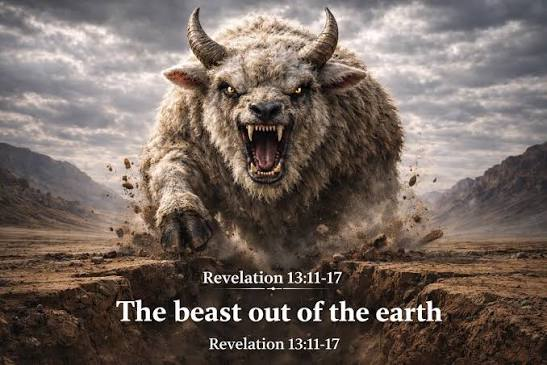 Revelation 13:11-17
The beast out of the earth
Revelation 13:11-17